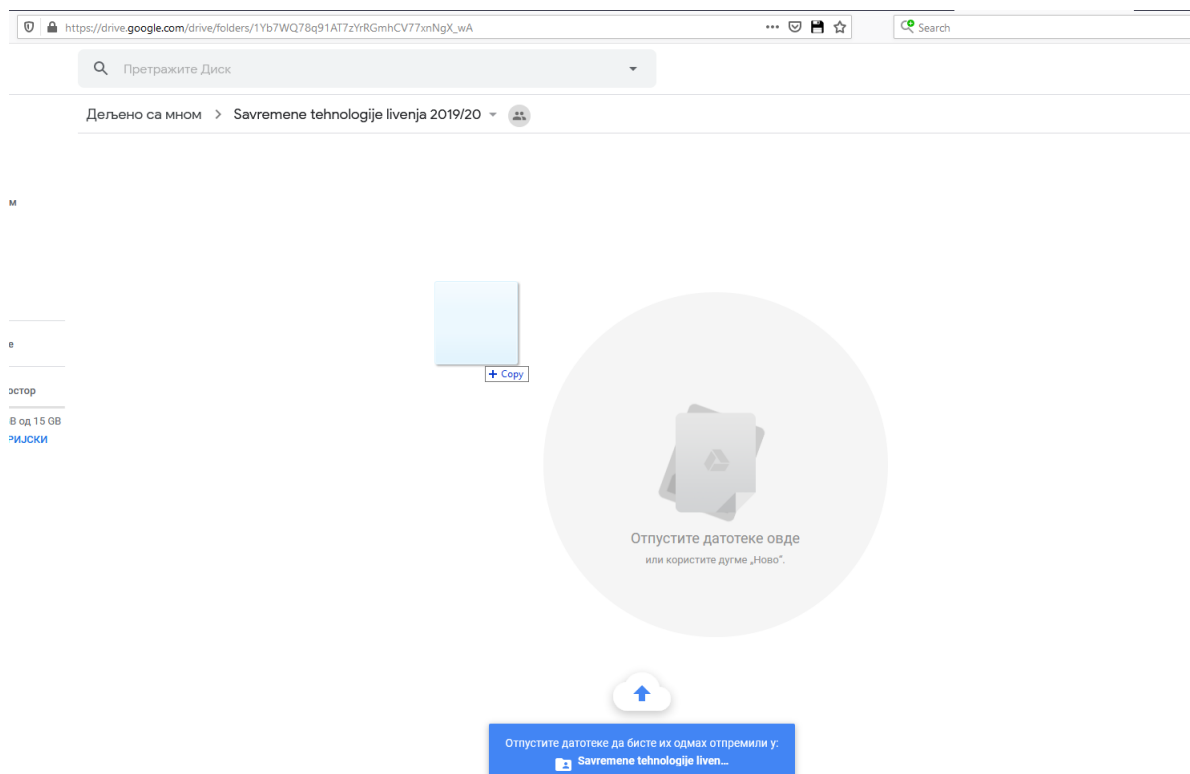 https://drive.google.com/drive/folders/1Yb7WQ78q91AT7zYrRGmhCV77xnNgX_wA
Search
Претражите Диск
Дељено са мном > Savremene tehnologije livenja 2019/20
м
е
остор
GB од 15 GB
РИЈСКИ
+ Copy
Отпустите датотеке овде
или користите дугме „Ново“.
Отпустите датотеке да бисте их одмах отпремили у:
Savremene tehnologije liven...